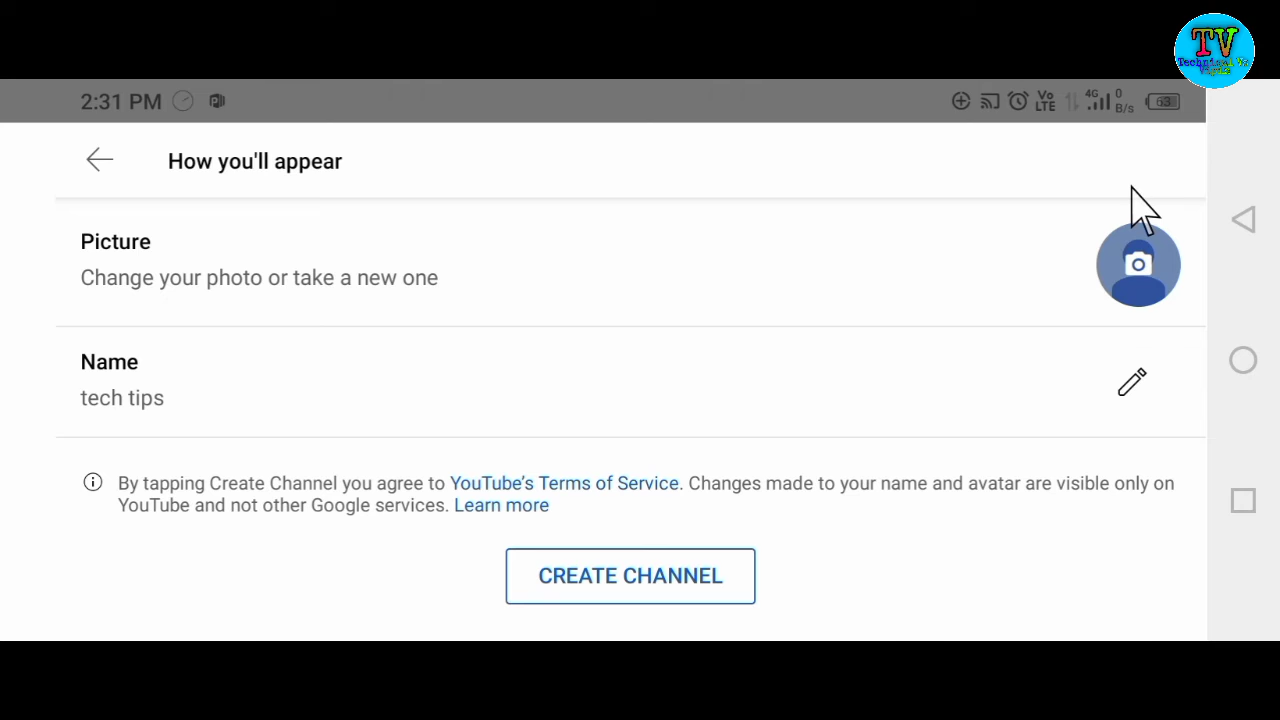 TV
2:31 PM
Vo
LTE
4G
0
B/s
63
How you'll appear
Picture
Change your photo or take a new one
Name
tech tips
By tapping Create Channel you agree to YouTube's Terms of Service. Changes made to your name and avatar are visible only on
YouTube and not other Google services. Learn more
CREATE CHANNEL